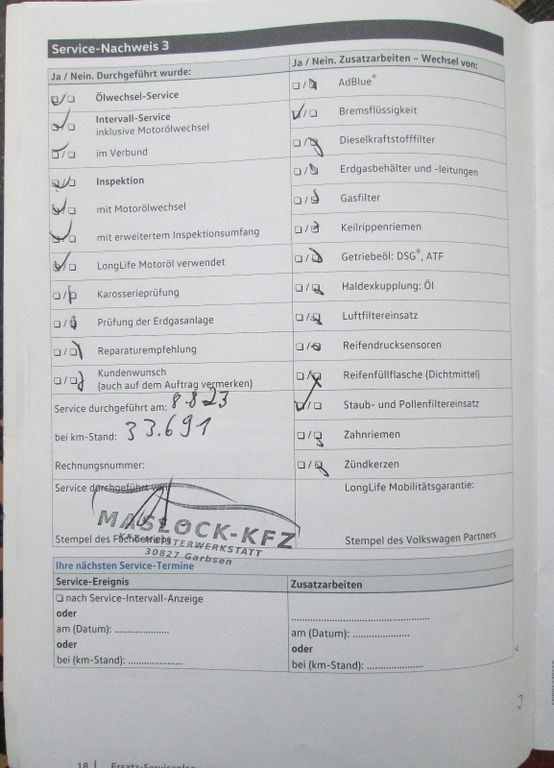 Service-Nachweis 3
Ja / Nein. Durchgeführt wurde:
Ölwechsel-Service
Intervall-Service
inklusive Motorölwechsel
im Verbund
Inspektion
mit Motorölwechsel
mit erweitertem Inspektionsumfang
LongLife Motoröl verwendet
Karosserieprüfung
Prüfung der Erdgasanlage
Reparaturempfehlung
Kundenwunsch
(auch auf dem Auftrag vermerken)
Service durchgeführt am: 8.8.23
bei km-Stand: 33.691
Rechnungsnummer:
Service durchgeführt von:
MASLOCK-KFZ
KFZ-MEISTERWERKSTATT
30827 Garbsen
Stempel des Fachbetriebs
Ja / Nein. Zusatzarbeiten – Wechsel von:
AdBlue®
Bremsflüssigkeit
Dieselkraftstofffilter
Erdgasbehälter und -leitungen
Gasfilter
Keilrippenriemen
Getriebeöl: DSG®, ATF
Haldexkupplung: Öl
Luftfiltereinsatz
Reifendrucksensoren
Reifenfüllflasche (Dichtmittel)
Staub- und Pollenfiltereinsatz
Zahnriemen
Zündkerzen
LongLife Mobilitätsgarantie:
Stempel des Volkswagen Partners
Ihre nächsten Service-Termine
Service-Ereignis
nach Service-Intervall-Anzeige
oder
am (Datum): ...................
oder
bei (km-Stand): ...................
Zusatzarbeiten
................................................
am (Datum): ...................
oder
bei (km-Stand): ...................
18 | Ersatz-Serviceplan